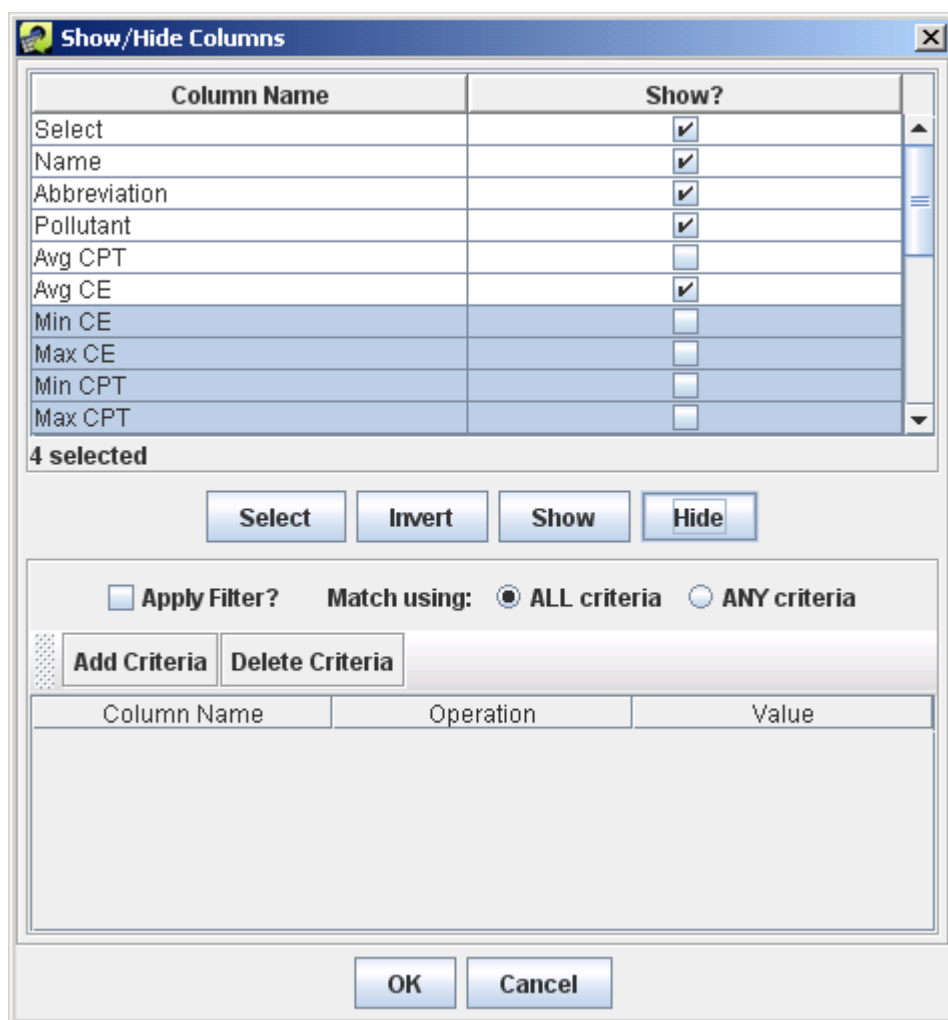 Show/Hide Columns
Column Name Show?
Select
Name
Abbreviation
Pollutant
Avg CPT
Avg CE
Min CE
Max CE
Min CPT
Max CPT
4 selected
Select Invert Show Hide
Apply Filter? Match using: ALL criteria ANY criteria
Add Criteria Delete Criteria
Column Name Operation Value
OK Cancel